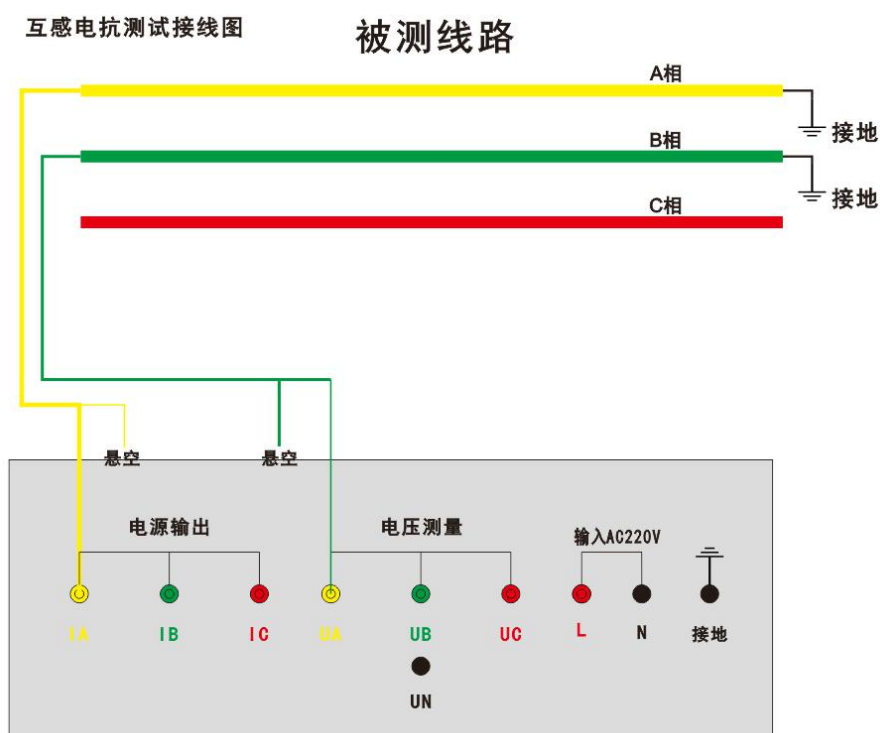 互感电抗测试接线图
被测线路
A相
接地
B相
接地
C相
悬空
悬空
电源输出
电压测量
输入AC220V
IA
IB
IC
UA
UB
UC
L
N
接地
UN